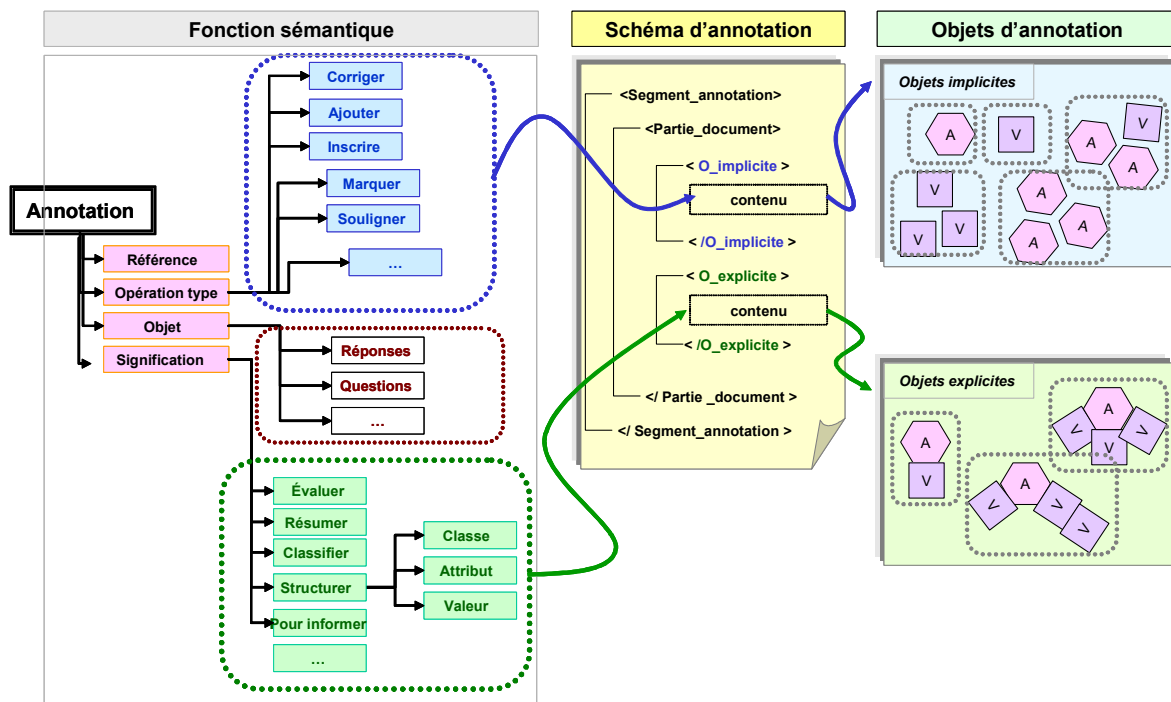 Fonction sémantique
Schéma d'annotation
Objets d'annotation
Annotation
Référence
Opération type
Objet
Signification
Corriger
Ajouter
Inscrire
Marquer
Souligner
...
Réponses
Questions
...
Évaluer
Résumer
Classifier
Structurer
Pour informer
...
Classe
Attribut
Valeur
<Segment_annotation>
<Partie_document>
< O_implicite >
contenu
< /O_implicite >
< O_explicite >
contenu
< /O_explicite >
</ Partie _document >
</ Segment_annotation >
Objets implicites
A
V
V
A
A
V
V
V
A
A
A
Objets explicites
A
V
A
V
V
V
A
V
V
V